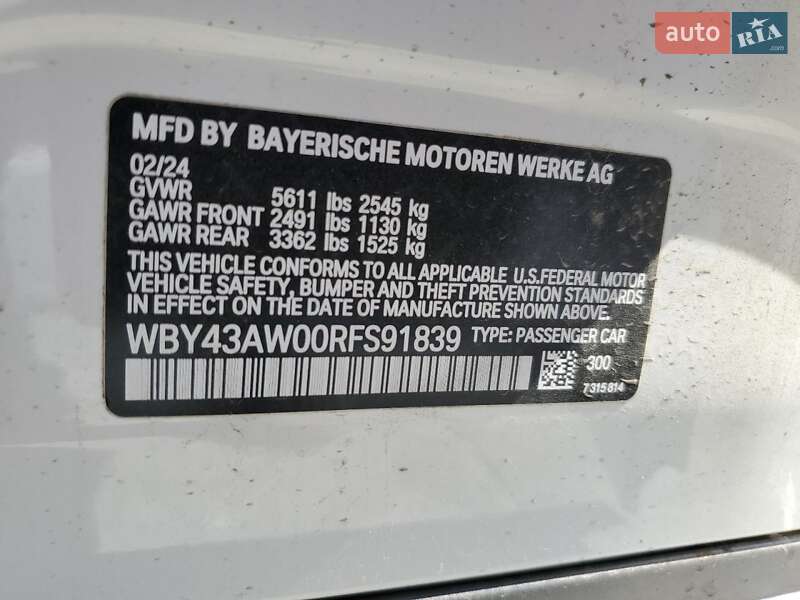 auto RIA.com
MFD BY BAYERISCHE MOTOREN WERKE AG
02/24
GVWR 5611 lbs 2545 kg
GAWR FRONT 2491 lbs 1130 kg
GAWR REAR 3362 lbs 1525 kg
THIS VEHICLE CONFORMS TO ALL APPLICABLE U.S.FEDERAL MOTOR
VEHICLE SAFETY, BUMPER AND THEFT PREVENTION STANDARDS
IN EFFECT ON THE DATE OF MANUFACTURE SHOWN ABOVE.
WBY43AW00RFS91839 TYPE: PASSENGER CAR
300
7315814